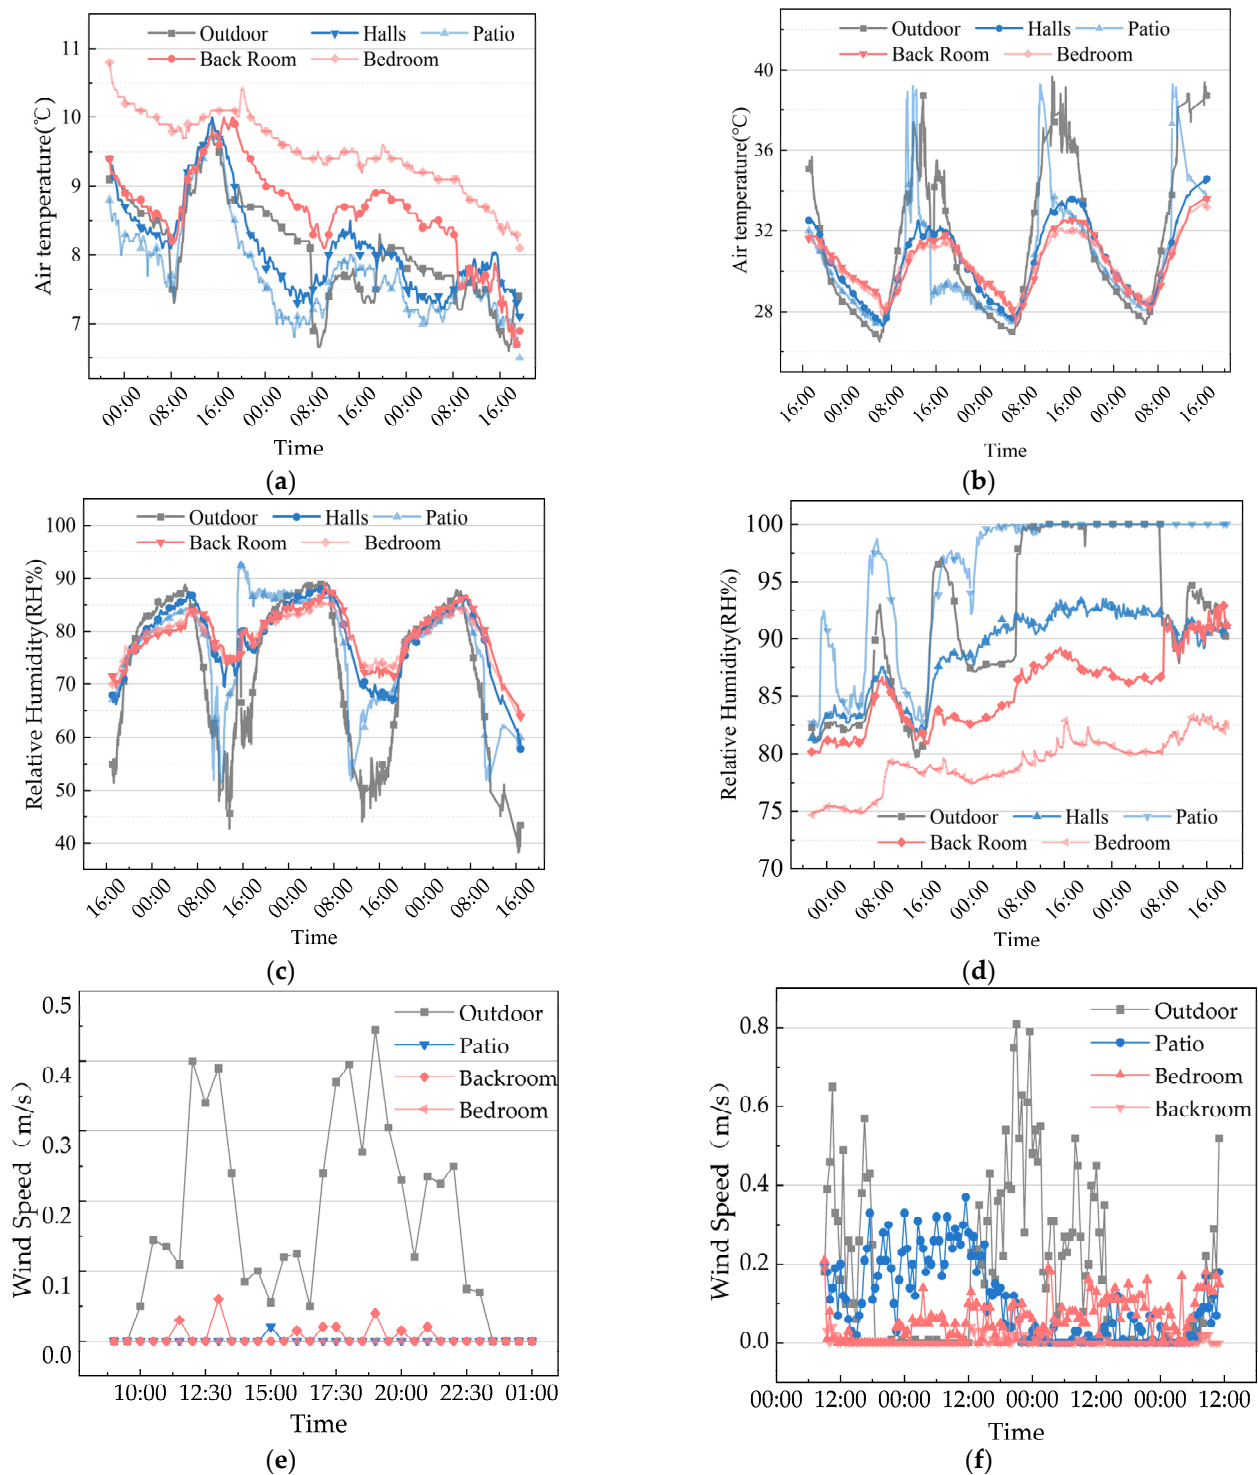 Outdoor Halls Patio
Back Room Bedroom
Air temperature(℃)
11
10
9
8
7
00:00 08:00 16:00 00:00 08:00 16:00 00:00 08:00 16:00
Time
(a)
Outdoor Halls Patio
Back Room Bedroom
Air temperature(℃)
40
36
32
28
16:00 00:00 08:00 16:00 00:00 08:00 16:00 00:00 08:00 16:00
Time
(b)
Outdoor Halls Patio
Back Room Bedroom
Relative Humidity(RH%)
100
90
80
70
60
50
40
16:00 00:00 08:00 16:00 00:00 08:00 16:00 00:00 08:00 16:00
Time
(c)
Relative Humidity(RH%)
100
95
90
85
80
75
70
Outdoor Halls Patio
Back Room Bedroom
00:00 08:00 16:00 00:00 08:00 16:00 00:00 08:00 16:00
Time
(d)
Outdoor
Patio
Backroom
Bedroom
Wind Speed（m/s）
0.5
0.4
0.3
0.2
0.1
0.0
10:00 12:30 15:00 17:30 20:00 22:30 01:00
Time
(e)
Outdoor
Patio
Bedroom
Backroom
Wind Speed（m/s）
0.8
0.6
0.4
0.2
0.0
00:00 12:00 00:00 12:00 00:00 12:00 00:00 12:00
Time
(f)